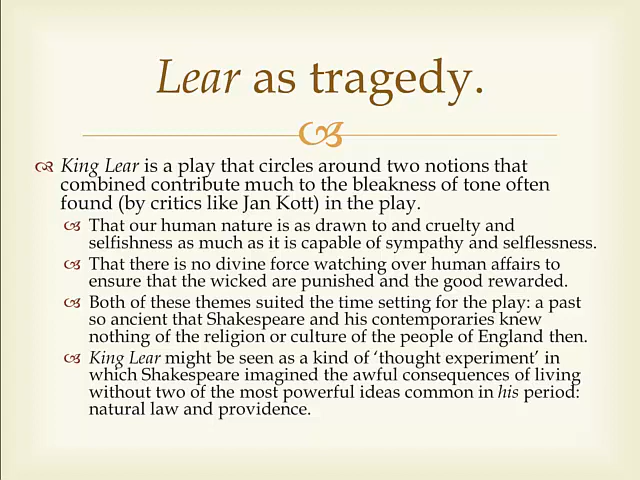 Lear as tragedy.
King Lear is a play that circles around two notions that
combined contribute much to the bleakness of tone often
found (by critics like Jan Kott) in the play.
That our human nature is as drawn to and cruelty and
selfishness as much as it is capable of sympathy and selflessness.
That there is no divine force watching over human affairs to
ensure that the wicked are punished and the good rewarded.
Both of these themes suited the time setting for the play: a past
so ancient that Shakespeare and his contemporaries knew
nothing of the religion or culture of the people of England then.
King Lear might be seen as a kind of ‘thought experiment’ in
which Shakespeare imagined the awful consequences of living
without two of the most powerful ideas common in his period:
natural law and providence.